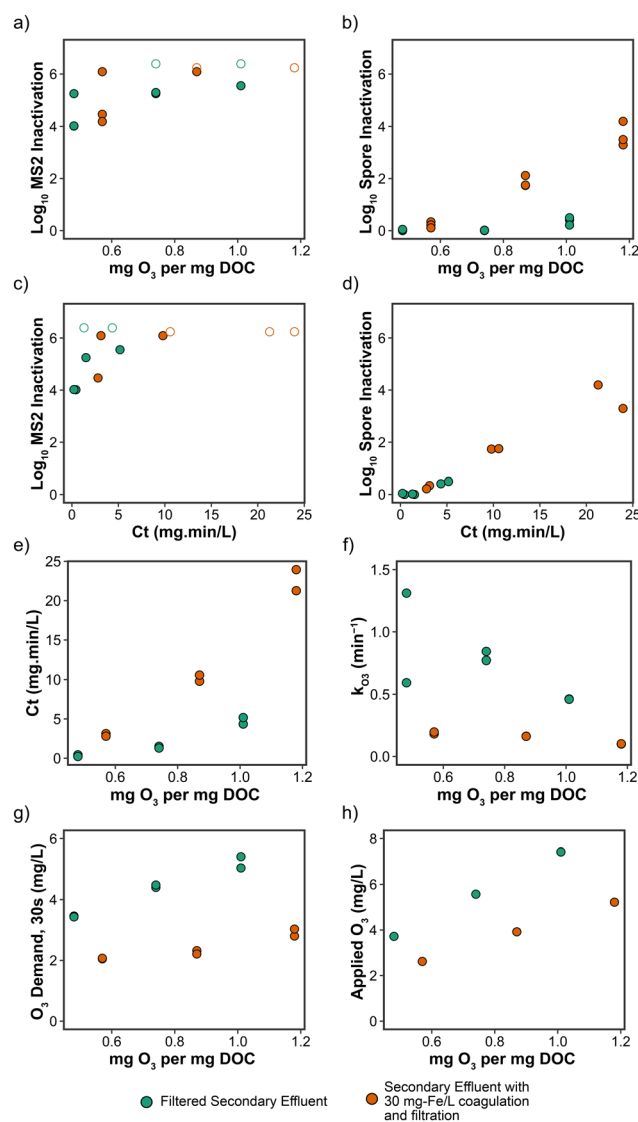 a)
Log10 MS2 Inactivation
6
4
2
0
0.6 0.8 1.0 1.2
mg O3 per mg DOC
b)
Log10 Spore Inactivation
6
4
2
0
0.6 0.8 1.0 1.2
mg O3 per mg DOC
c)
Log10 MS2 Inactivation
6
4
2
0
0 5 10 15 20 25
Ct (mg.min/L)
d)
Log10 Spore Inactivation
6
4
2
0
0 5 10 15 20 25
Ct (mg.min/L)
e)
Ct (mg.min/L)
25
20
15
10
5
0
0.6 0.8 1.0 1.2
mg O3 per mg DOC
f)
kO3 (min−1)
1.5
1.0
0.5
0.0
0.6 0.8 1.0 1.2
mg O3 per mg DOC
g)
O3 Demand, 30s (mg/L)
6
4
2
0
0.6 0.8 1.0 1.2
mg O3 per mg DOC
h)
Applied O3 (mg/L)
8
6
4
2
0
0.6 0.8 1.0 1.2
mg O3 per mg DOC
Filtered Secondary Effluent
Secondary Effluent with
30 mg-Fe/L coagulation
and filtration